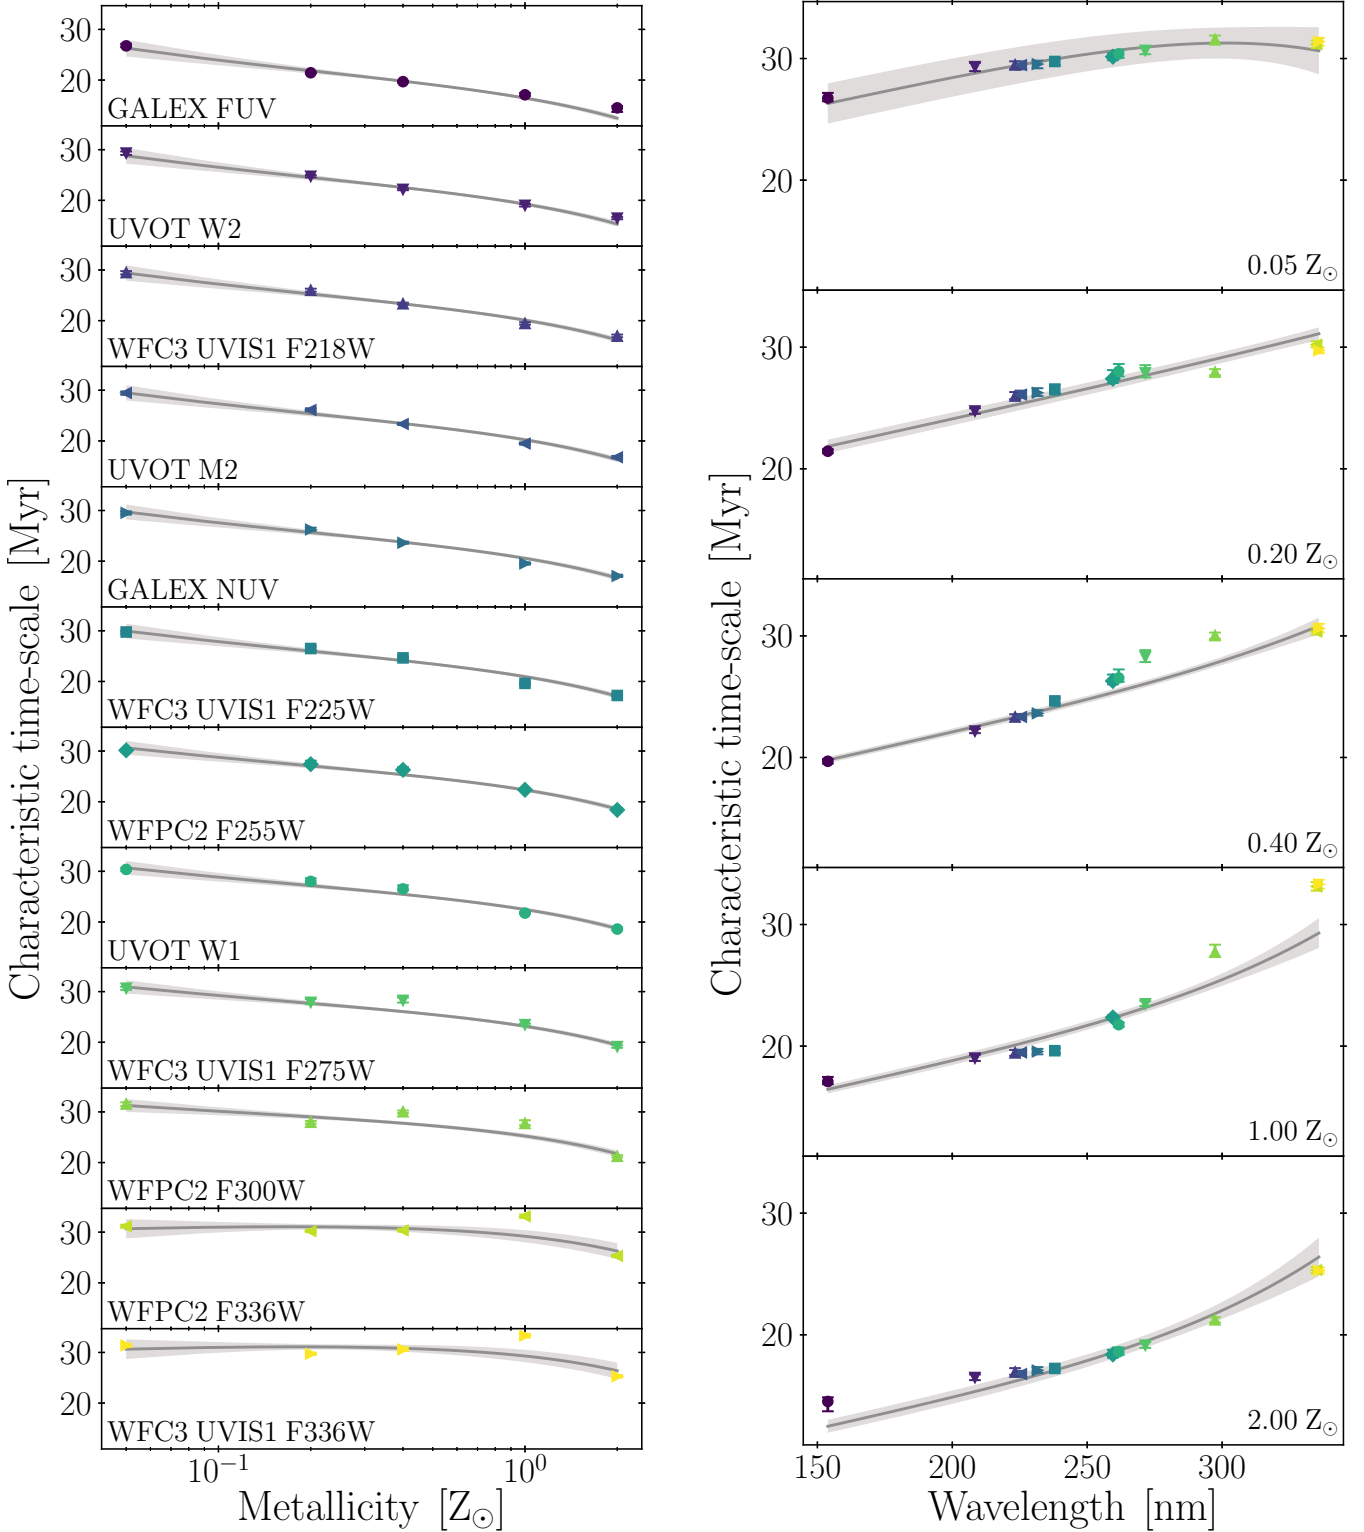 Characteristic time-scale [Myr]
30
20
GALEX FUV
30
20
UVOT W2
30
20
WFC3 UVIS1 F218W
30
20
UVOT M2
30
20
GALEX NUV
30
20
WFC3 UVIS1 F225W
30
20
WFPC2 F255W
30
20
UVOT W1
30
20
WFC3 UVIS1 F275W
30
20
WFPC2 F300W
30
20
WFPC2 F336W
30
20
WFC3 UVIS1 F336W
10⁻¹ 10⁰
Metallicity [Z⊙]
Characteristic time-scale [Myr]
30
20
0.05 Z⊙
30
20
0.20 Z⊙
30
20
0.40 Z⊙
30
20
1.00 Z⊙
30
20
2.00 Z⊙
150 200 250 300
Wavelength [nm]